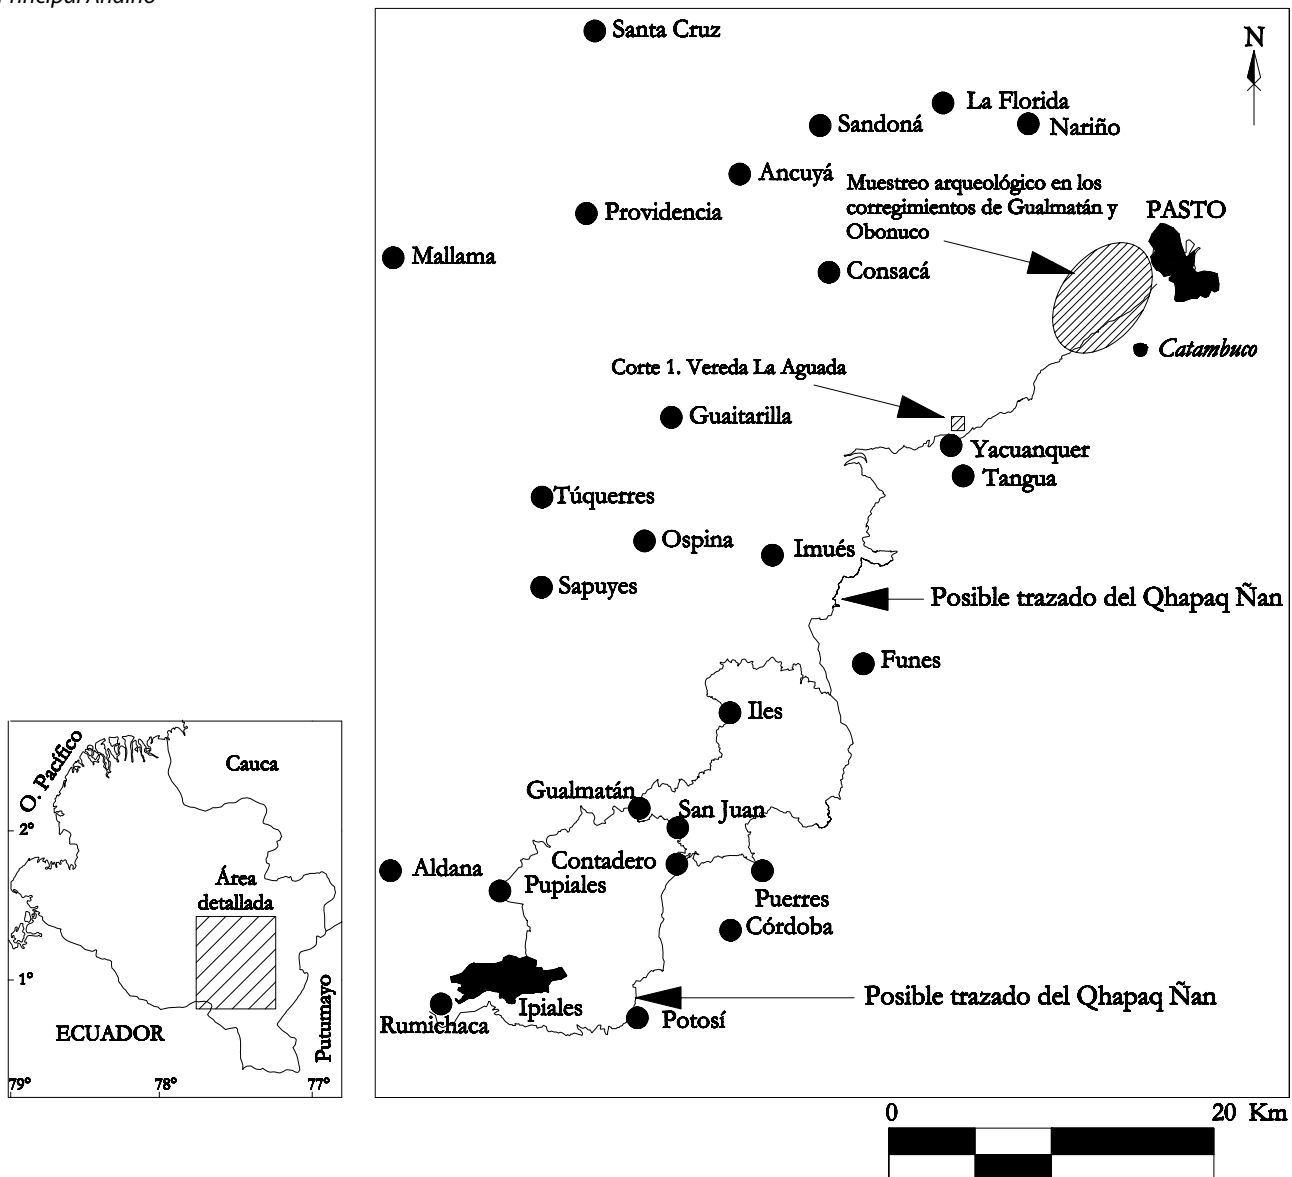 Principal Andino
Santa Cruz
N
La Florida
Sandoná
Nariño
Ancuyá
Muestreo arqueológico en los
corregimientos de Gualmatán y
Obonuco
PASTO
Providencia
Mallama
Consacá
Catambuco
Corte 1. Vereda La Aguada
Guaitarilla
Yacuanquer
Tangua
Túquerres
Ospina
Imués
Sapuyes
Posible trazado del Qhapaq Ñan
Funes
Iles
Gualmatán
San Juan
Contadero
Aldana
Pupiales
Puerres
Córdoba
Ipiales
Posible trazado del Qhapaq Ñan
Rumichaca
Potosí
O. Pacífico
Cauca
2°
Área
detallada
1°
ECUADOR
Putumayo
79°
78°
77°
0
20 Km